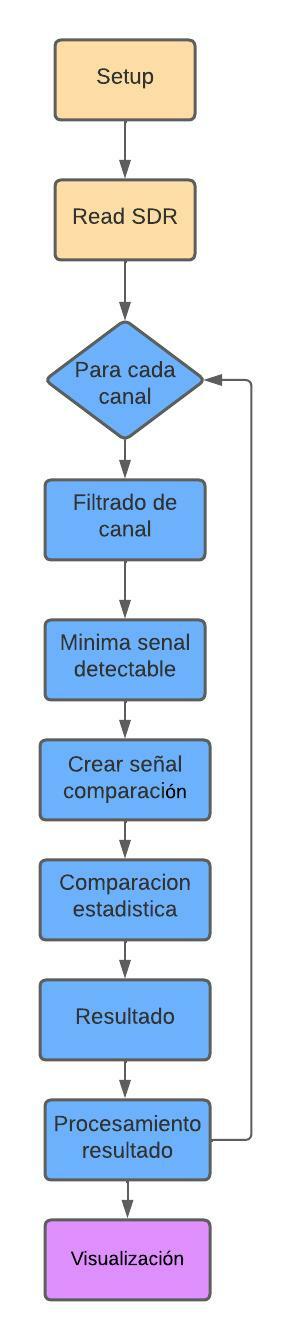 Setup
Read SDR
Para cada
canal
Filtrado de
canal
Minima senal
detectable
Crear señal
comparación
Comparacion
estadistica
Resultado
Procesamiento
resultado
Visualización